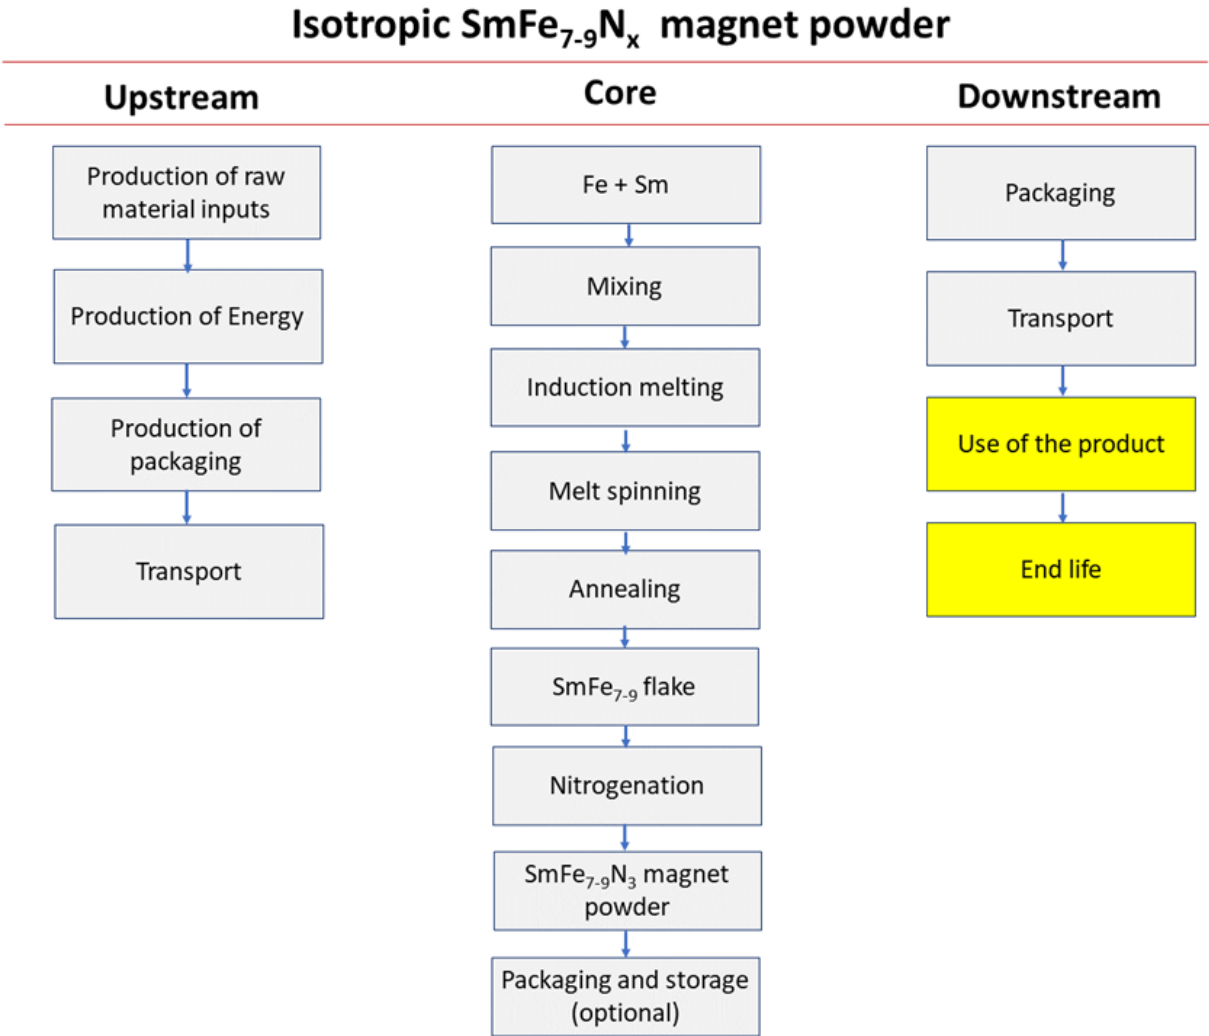 Isotropic SmFe₇₋₉Nₓ magnet powder
Upstream
Core
Downstream
Production of raw
material inputs
Production of Energy
Production of
packaging
Transport
Fe + Sm
Mixing
Induction melting
Melt spinning
Annealing
SmFe₇₋₉ flake
Nitrogenation
SmFe₇₋₉N₃ magnet
powder
Packaging and storage
(optional)
Packaging
Transport
Use of the product
End life